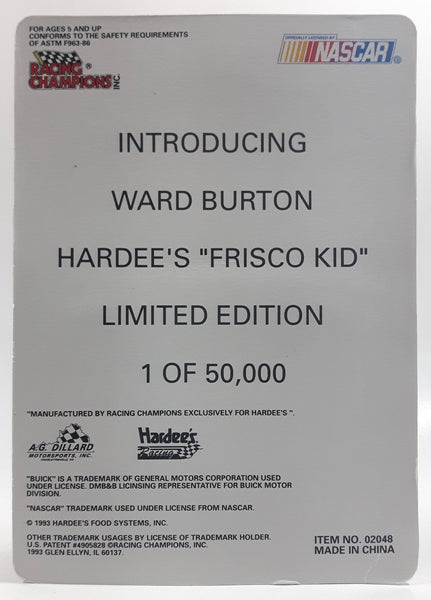 FOR AGES 5 AND UP
CONFORMS TO THE SAFETY REQUIREMENTS
OF ASTM F963-86
RACING ®
CHAMPIONS INC.
OFFICIALLY LICENSED BY
NASCAR ®
INTRODUCING
WARD BURTON
HARDEE'S "FRISCO KID"
LIMITED EDITION
1 OF 50,000
"MANUFACTURED BY RACING CHAMPIONS EXCLUSIVELY FOR HARDEE'S ".
A.G. DILLARD
MOTORSPORTS, INC.
Hardee's
Racing
"BUICK" IS A TRADEMARK OF GENERAL MOTORS CORPORATION USED
UNDER LICENSE. DMB&B LICINSING REPRESENTATIVE FOR BUICK MOTOR
DIVISION.
"NASCAR" TRADEMARK USED UNDER LICENSE FROM NASCAR.
© 1993 HARDEE'S FOOD SYSTEMS, INC.
OTHER TRADEMARK USAGES BY LICENSE OF TRADEMARK HOLDER.
U.S. PATENT #4905828 ©RACING CHAMPIONS, INC.
1993 GLEN ELLYN, IL 60137.
ITEM NO. 02048
MADE IN CHINA